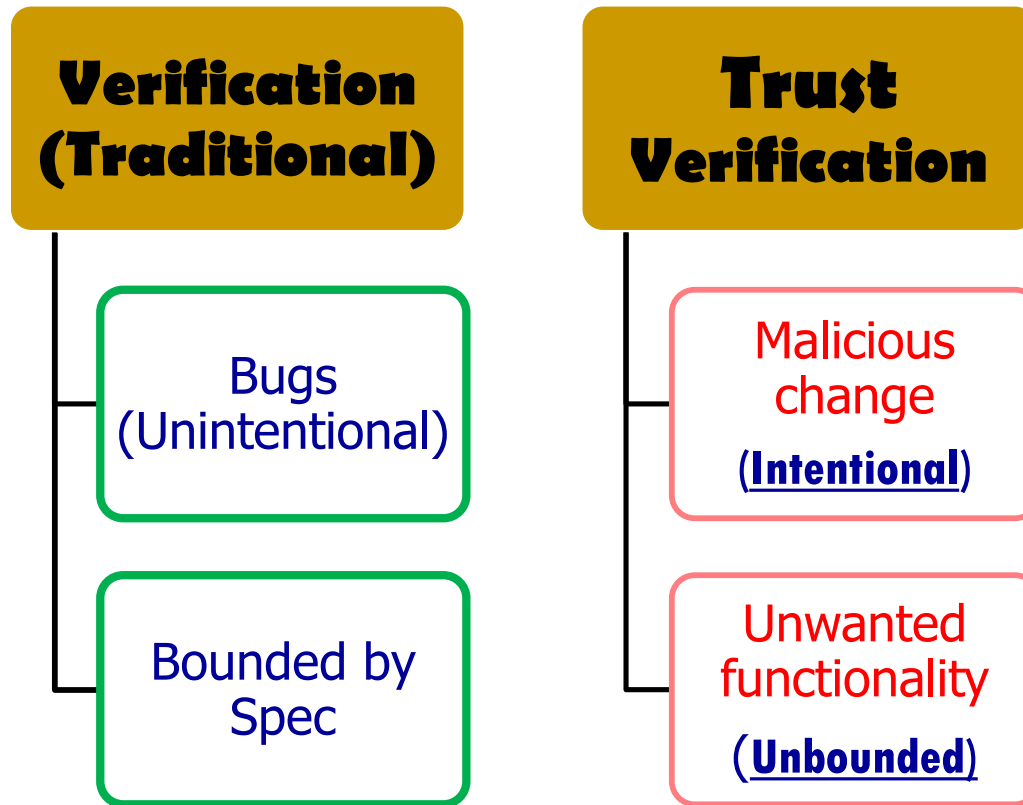 Verification
(Traditional)
Bugs
(Unintentional)
Bounded by
Spec
Trust
Verification
Malicious
change
(Intentional)
Unwanted
functionality
(Unbounded)